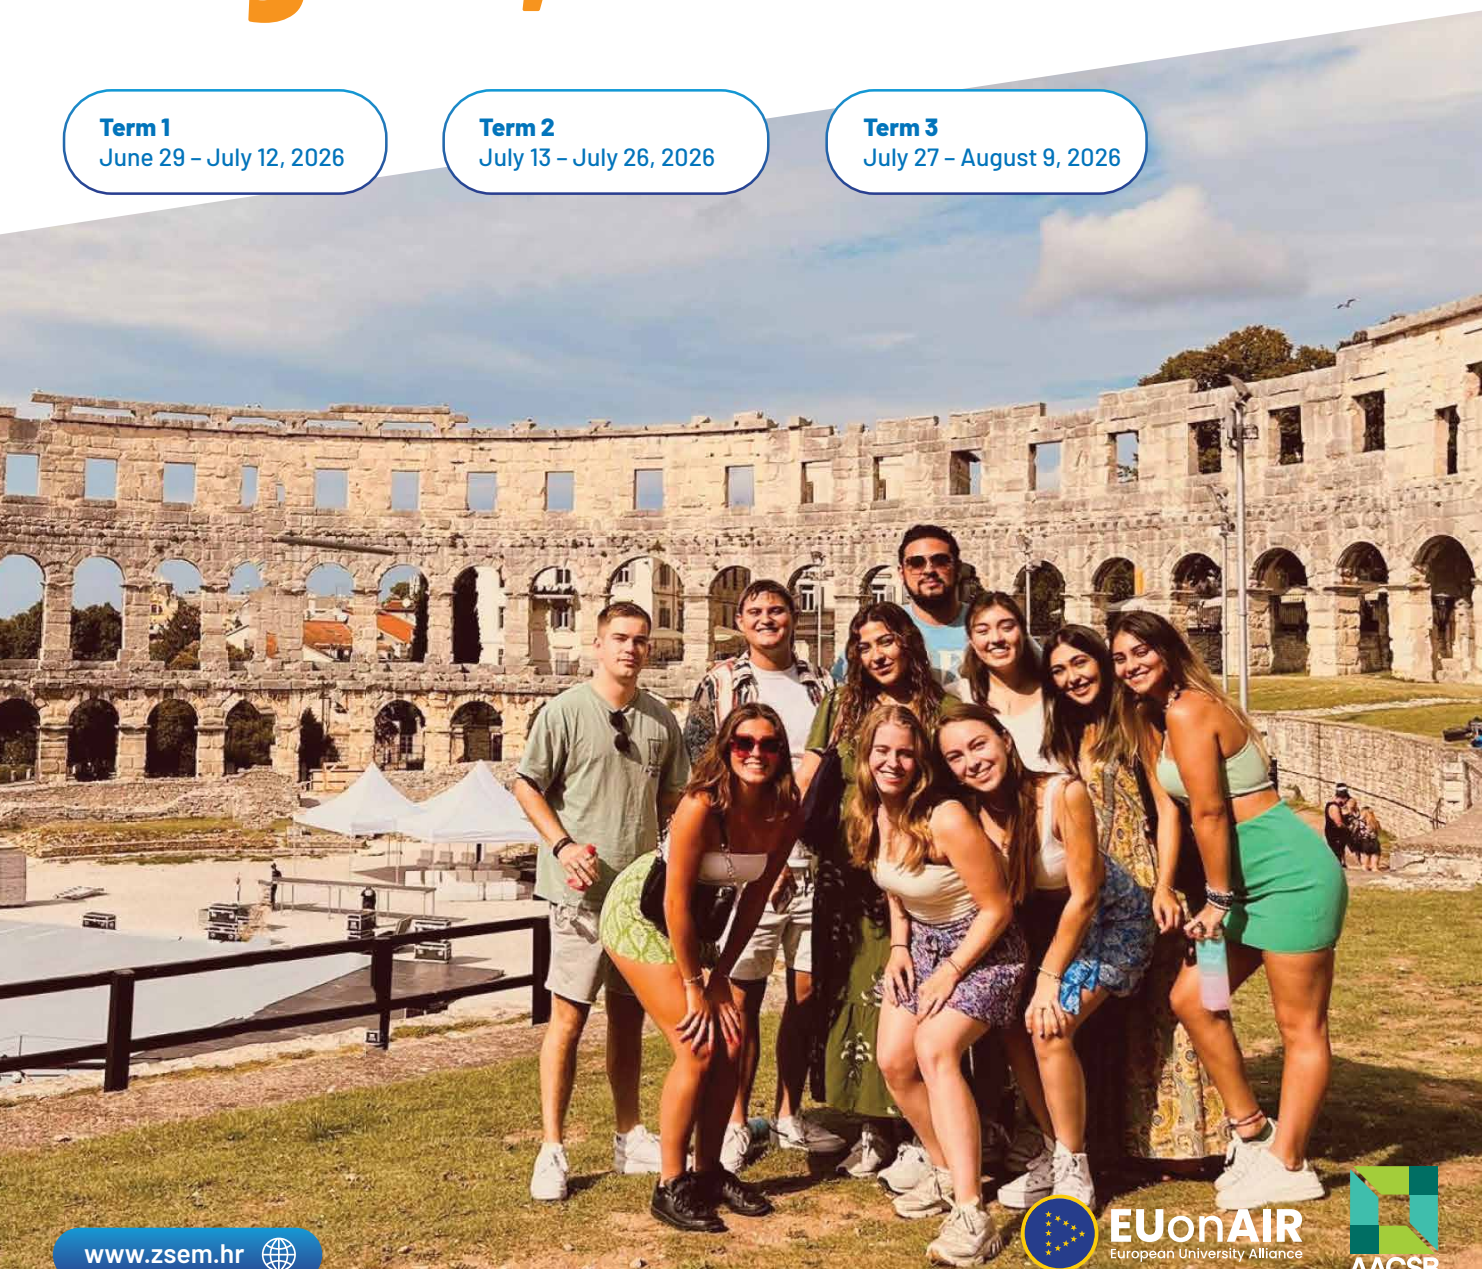 Term 1
June 29 – July 12, 2026
Term 2
July 13 – July 26, 2026
Term 3
July 27 – August 9, 2026
www.zsem.hr
EUonAIR
European University Alliance
AACSB